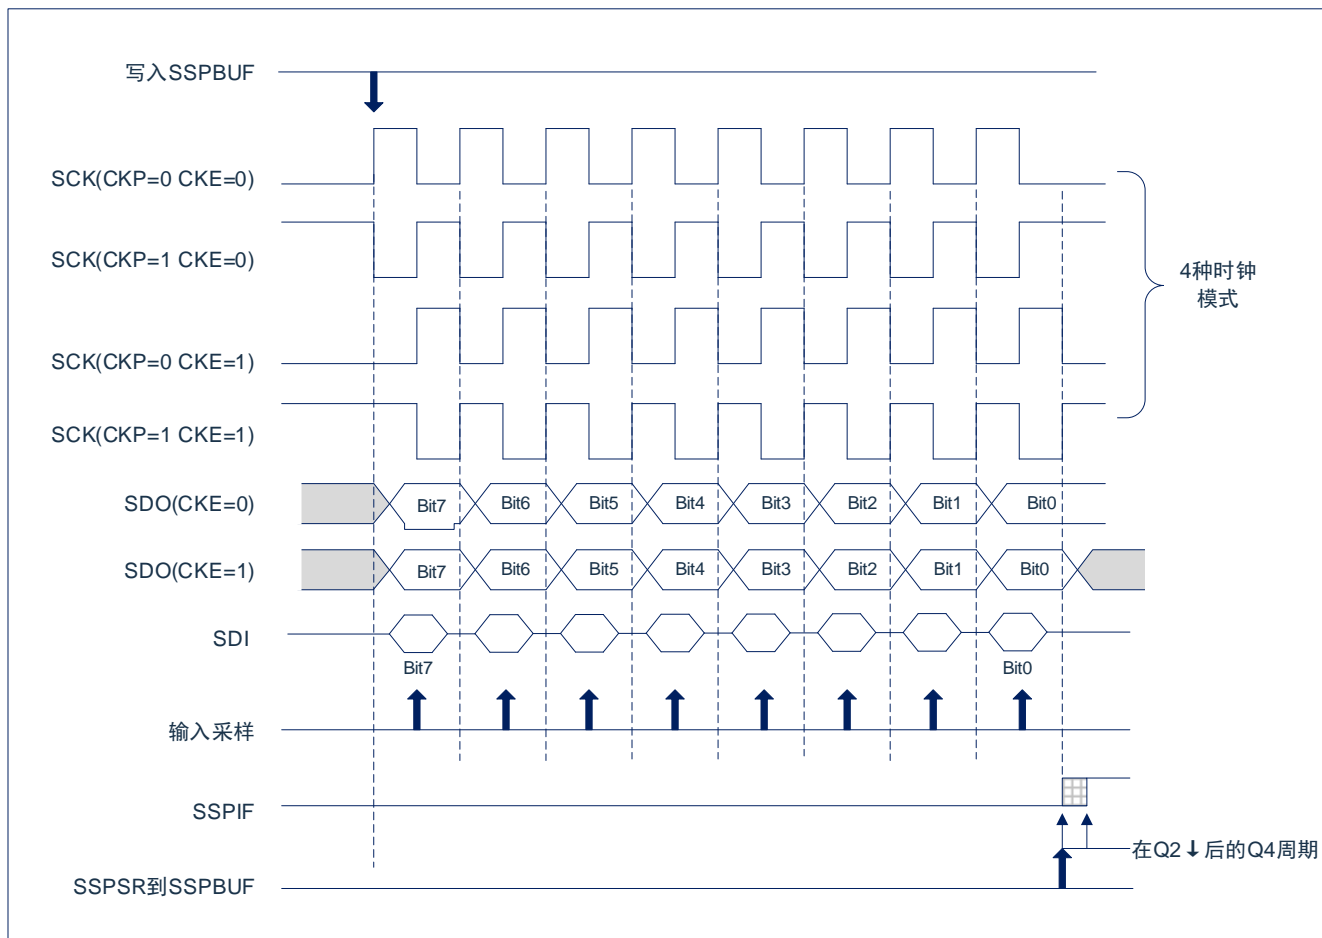 写入SSPBUF
SCK(CKP=0 CKE=0)
SCK(CKP=1 CKE=0)
4种时钟
模式
SCK(CKP=0 CKE=1)
SCK(CKP=1 CKE=1)
SDO(CKE=0) Bit7 Bit6 Bit5 Bit4 Bit3 Bit2 Bit1 Bit0
SDO(CKE=1) Bit7 Bit6 Bit5 Bit4 Bit3 Bit2 Bit1 Bit0
SDI
Bit7 Bit0
输入采样
SSPIF
在Q2↓后的Q4周期
SSPSR到SSPBUF